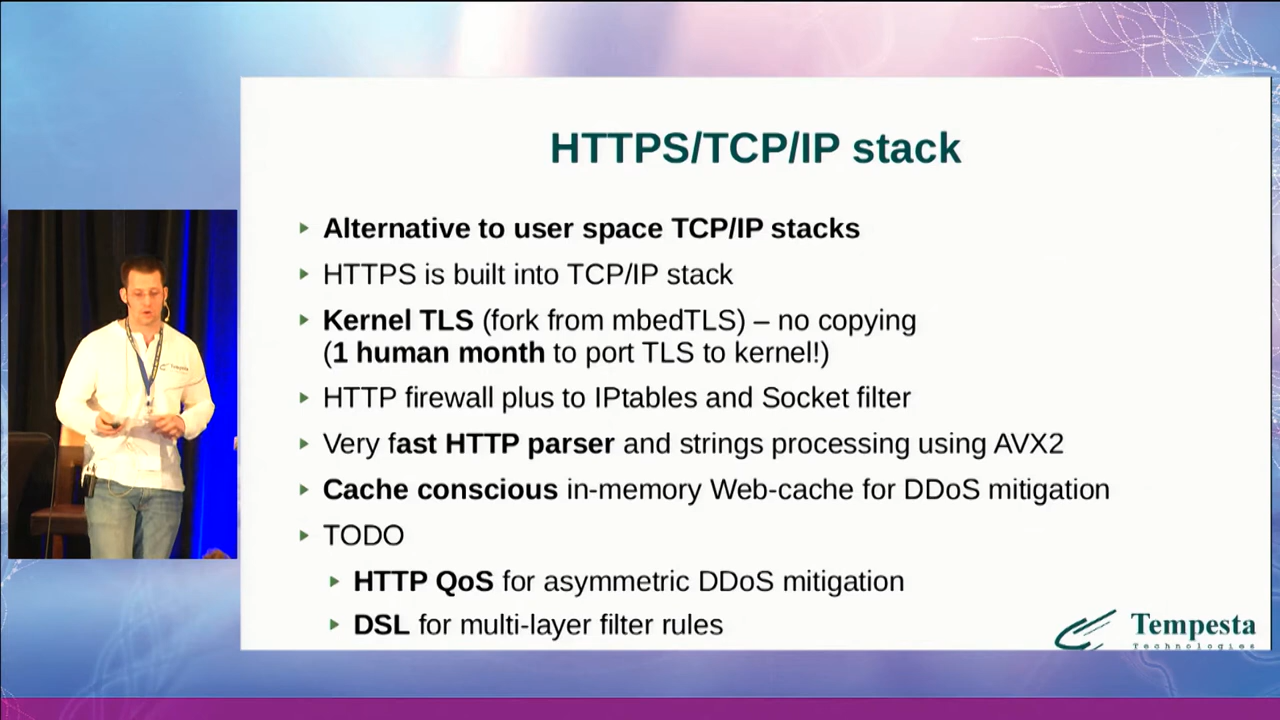 HTTPS/TCP/IP stack
Alternative to user space TCP/IP stacks
HTTPS is built into TCP/IP stack
Kernel TLS (fork from mbedTLS) – no copying
(1 human month to port TLS to kernel!)
HTTP firewall plus to IPtables and Socket filter
Very fast HTTP parser and strings processing using AVX2
Cache conscious in-memory Web-cache for DDoS mitigation
TODO
HTTP QoS for asymmetric DDoS mitigation
DSL for multi-layer filter rules
Tempesta
Technologies